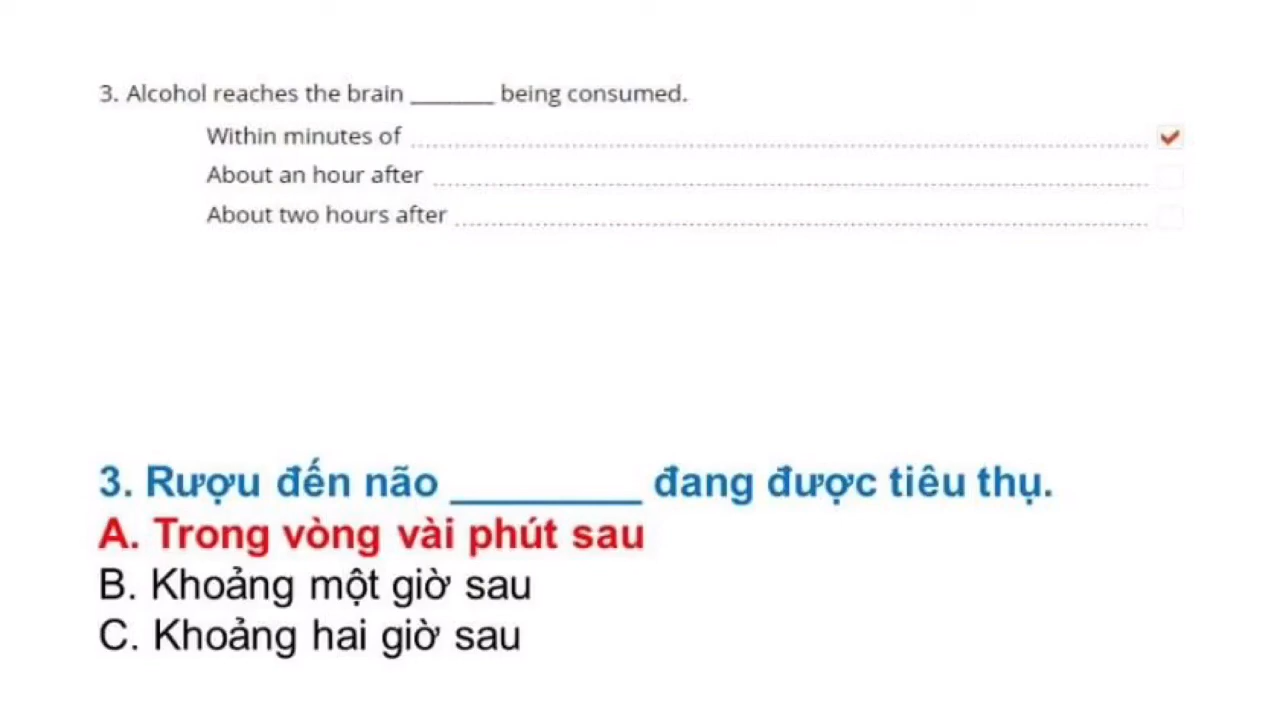 3. Alcohol reaches the brain _______ being consumed.
Within minutes of
About an hour after
About two hours after
3. Rượu đến não ________ đang được tiêu thụ.
A. Trong vòng vài phút sau
B. Khoảng một giờ sau
C. Khoảng hai giờ sau